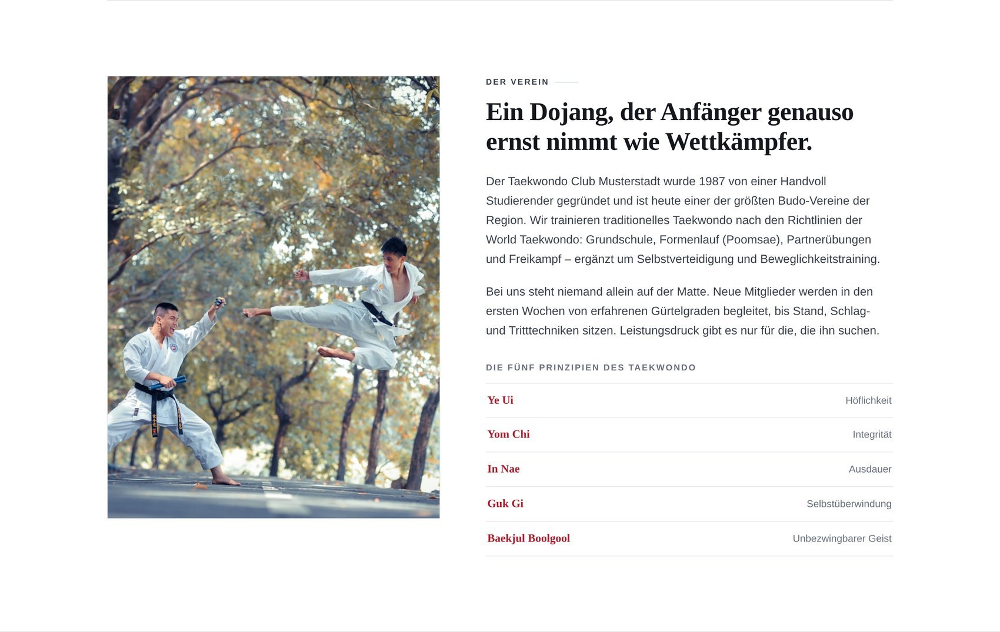 DER VEREIN
Ein Dojang, der Anfänger genauso
ernst nimmt wie Wettkämpfer.
Der Taekwondo Club Musterstadt wurde 1987 von einer Handvoll
Studierender gegründet und ist heute einer der größten Budo-Vereine der
Region. Wir trainieren traditionelles Taekwondo nach den Richtlinien der
World Taekwondo: Grundschule, Formenlauf (Poomsae), Partnerübungen
und Freikampf – ergänzt um Selbstverteidigung und Beweglichkeitstraining.
Bei uns steht niemand allein auf der Matte. Neue Mitglieder werden in den
ersten Wochen von erfahrenen Gürtelgraden begleitet, bis Stand, Schlag-
und Tritttechniken sitzen. Leistungsdruck gibt es nur für die, die ihn suchen.
DIE FÜNF PRINZIPIEN DES TAEKWONDO
Ye Ui Höflichkeit
Yom Chi Integrität
In Nae Ausdauer
Guk Gi Selbstüberwindung
Baekjul Boolgool Unbezwingbarer Geist